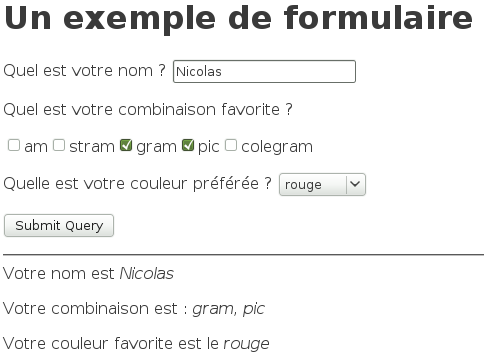 Un exemple de formulaire
Quel est votre nom ? Nicolas
Quel est votre combinaison favorite ?
am stram gram pic colegram
Quelle est votre couleur préférée ? rouge
Submit Query
Votre nom est Nicolas
Votre combinaison est : gram, pic
Votre couleur favorite est le rouge